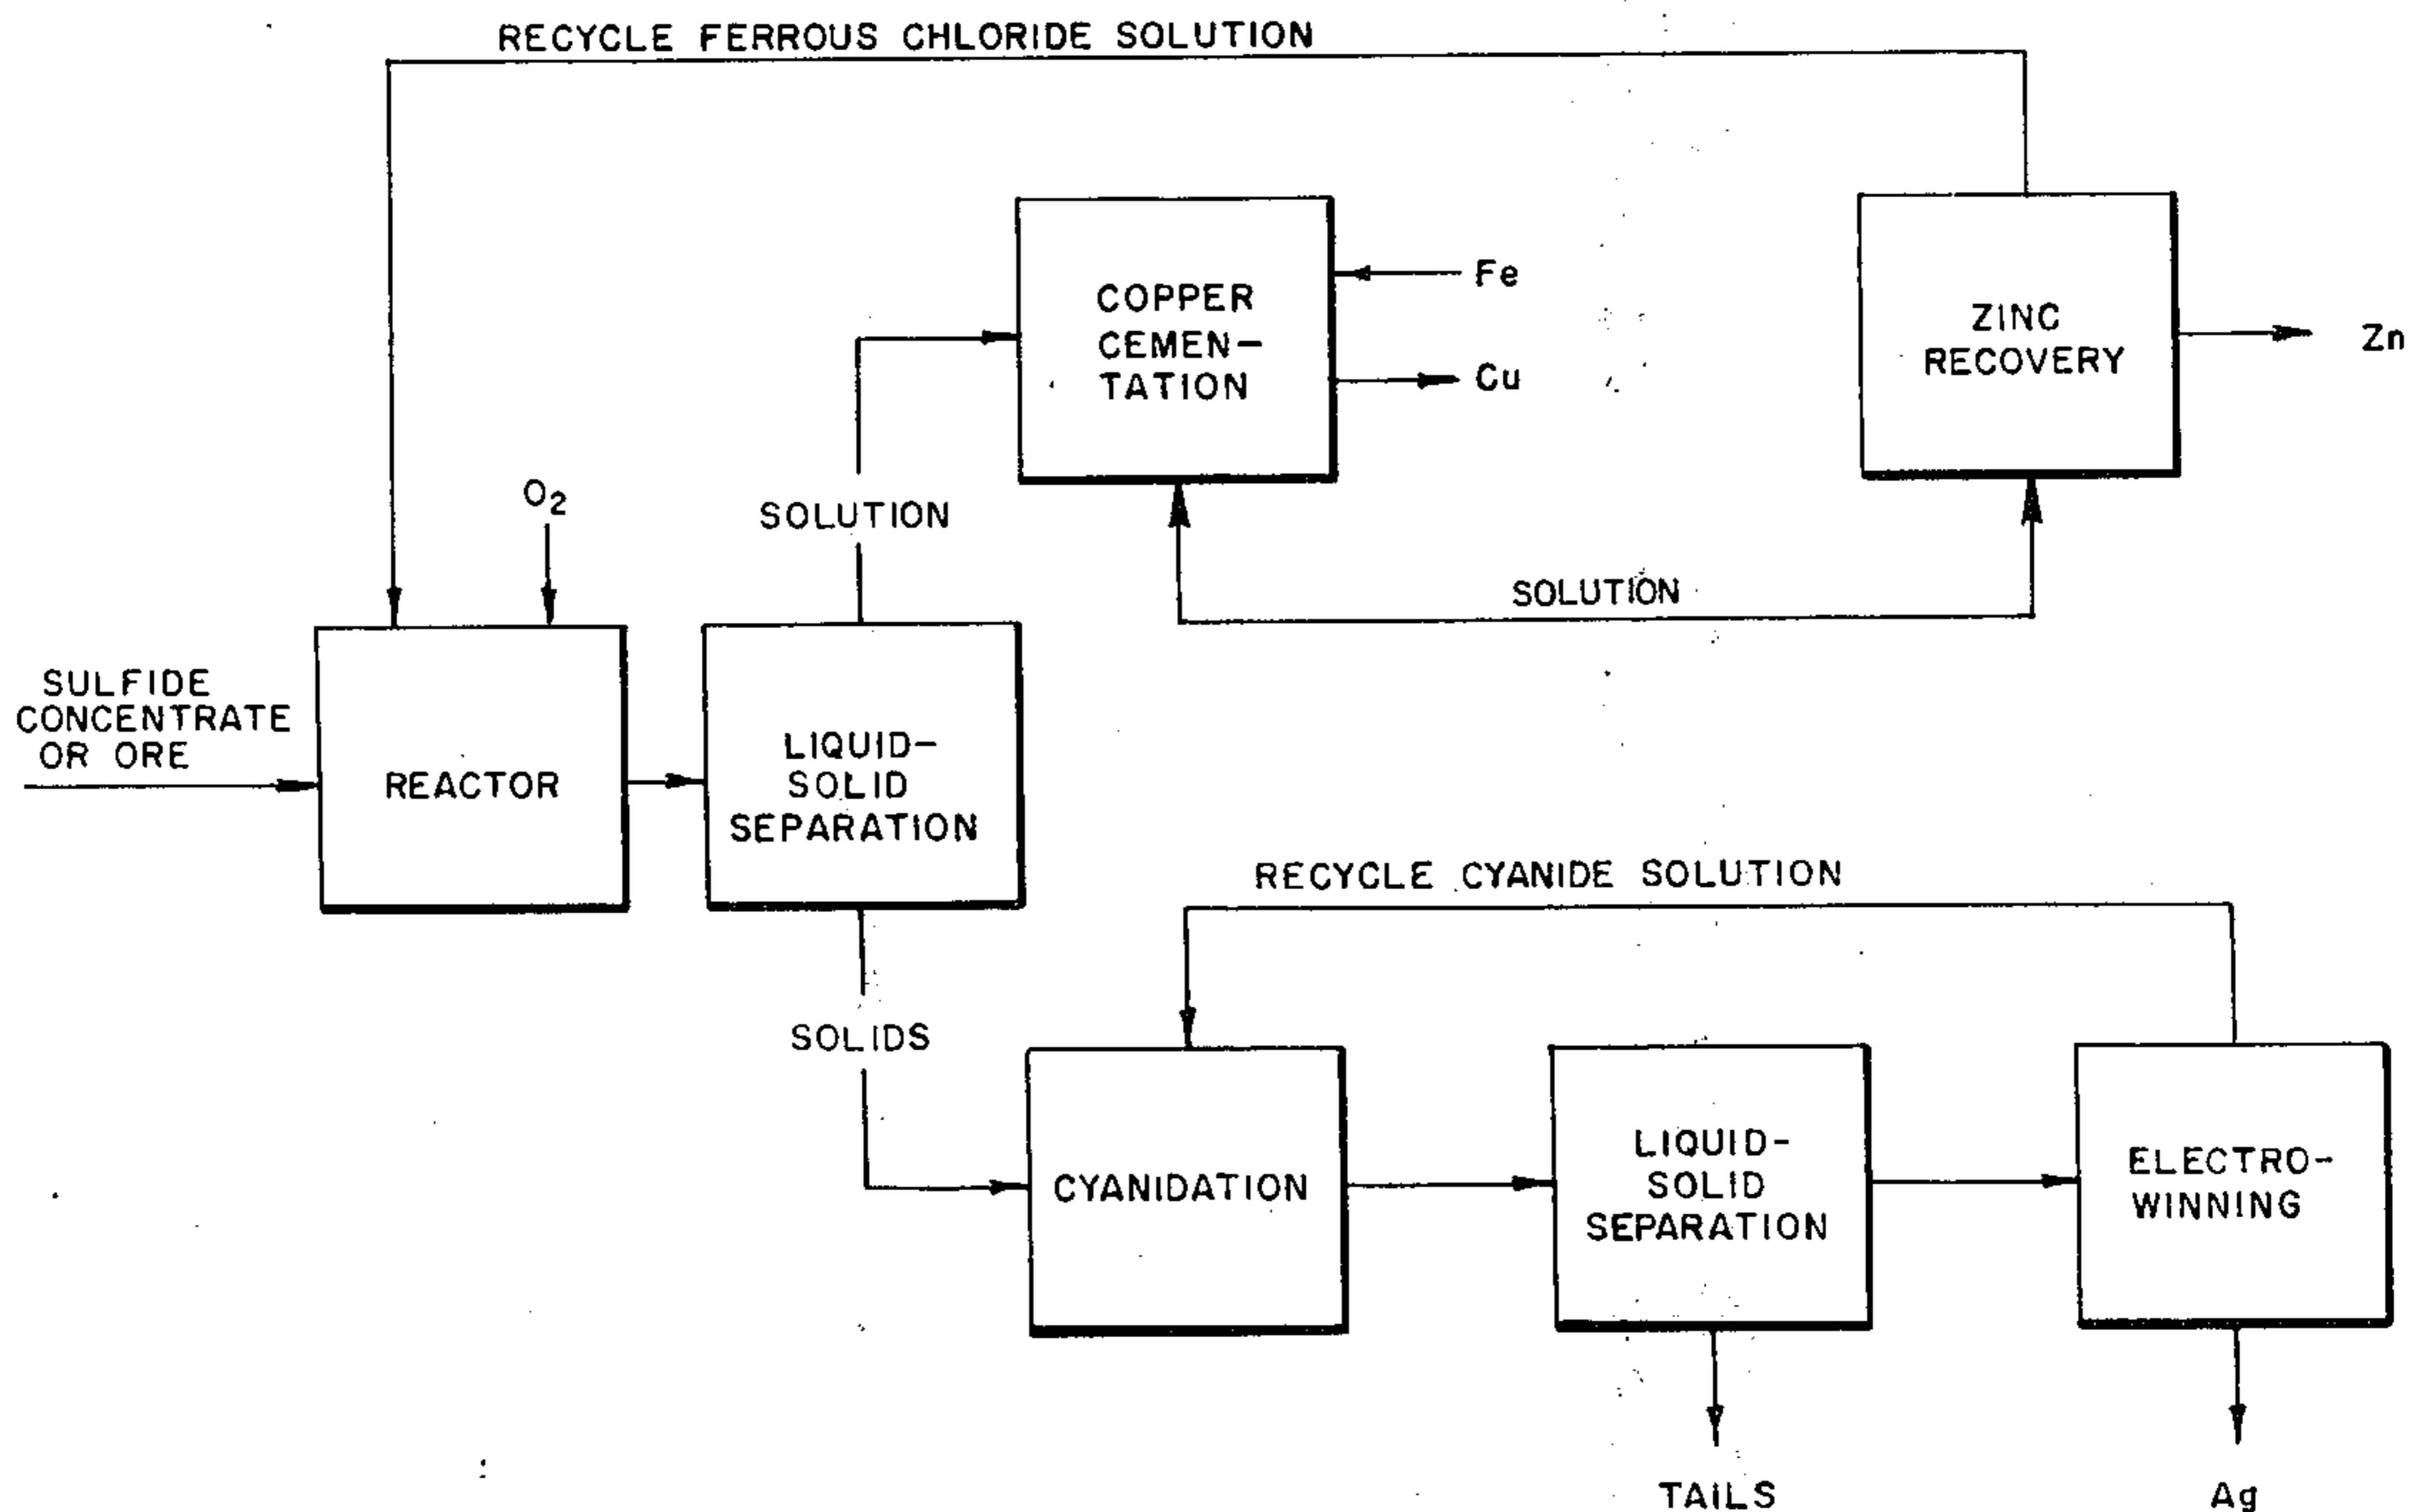 RECYCLE FERROUS CHLORIDE SOLUTION
COPPER
CEMEN-
TATION
Fe
Cu
ZINC
RECOVERY
Zn
O2
SOLUTION
SOLUTION
SULFIDE
CONCENTRATE
OR ORE
REACTOR
LIQUID-
SOLID
SEPARATION
RECYCLE CYANIDE SOLUTION
SOLIDS
CYANIDATION
LIQUID-
SOLID
SEPARATION
ELECTRO-
WINNING
TAILS
Ag